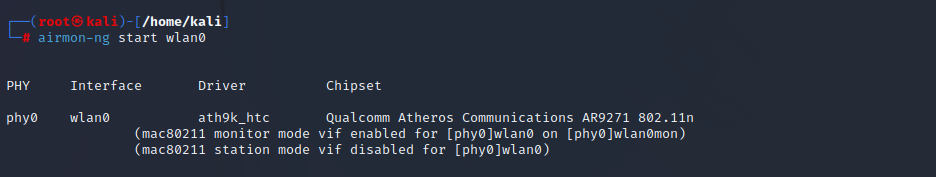 ┌──(root㉿kali)-[/home/kali]
└─# airmon-ng start wlan0
PHY     Interface       Driver          Chipset
phy0    wlan0           ath9k_htc       Qualcomm Atheros Communications AR9271 802.11n
(mac80211 monitor mode vif enabled for [phy0]wlan0 on [phy0]wlan0mon)
(mac80211 station mode vif disabled for [phy0]wlan0)